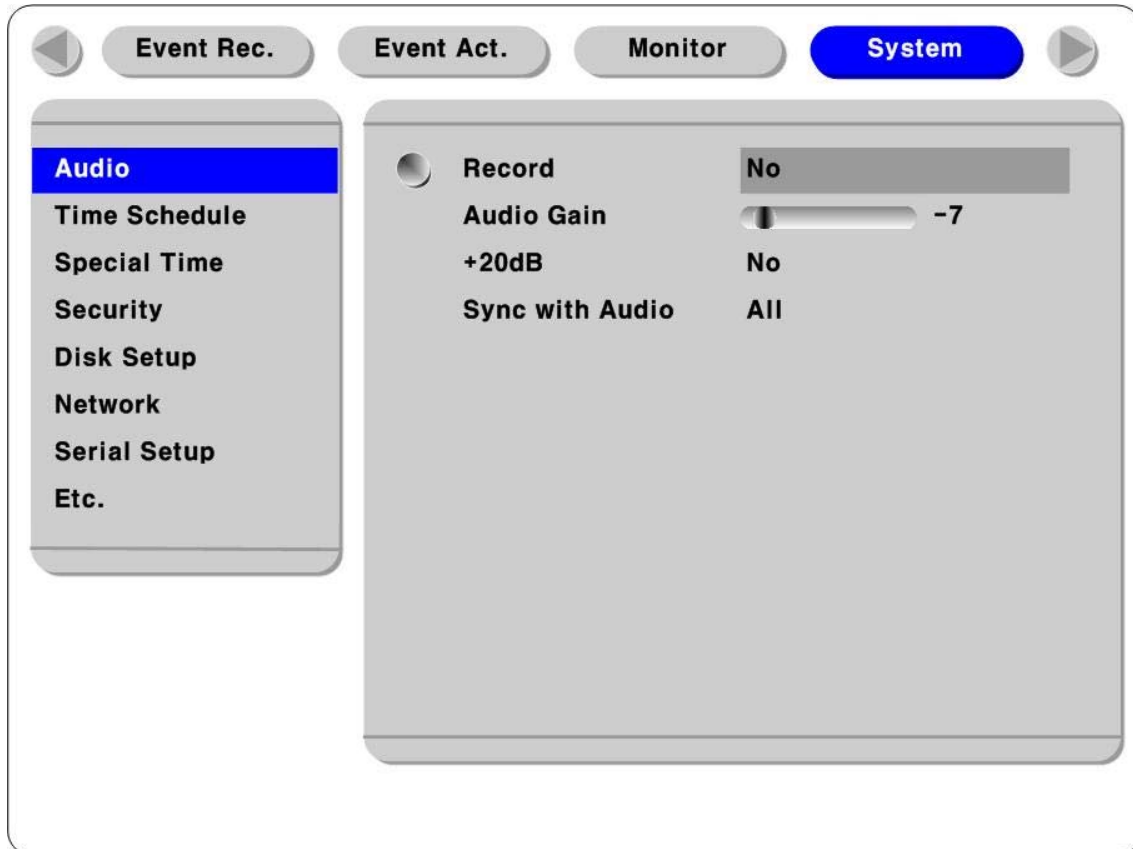 Event Rec. Event Act. Monitor System
Audio
Time Schedule
Special Time
Security
Disk Setup
Network
Serial Setup
Etc.
Record No
Audio Gain -7
+20dB No
Sync with Audio All